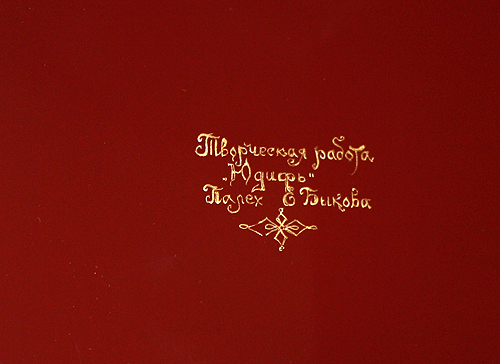 Творческая работа
„Юдифь"
Палех Е Быкова